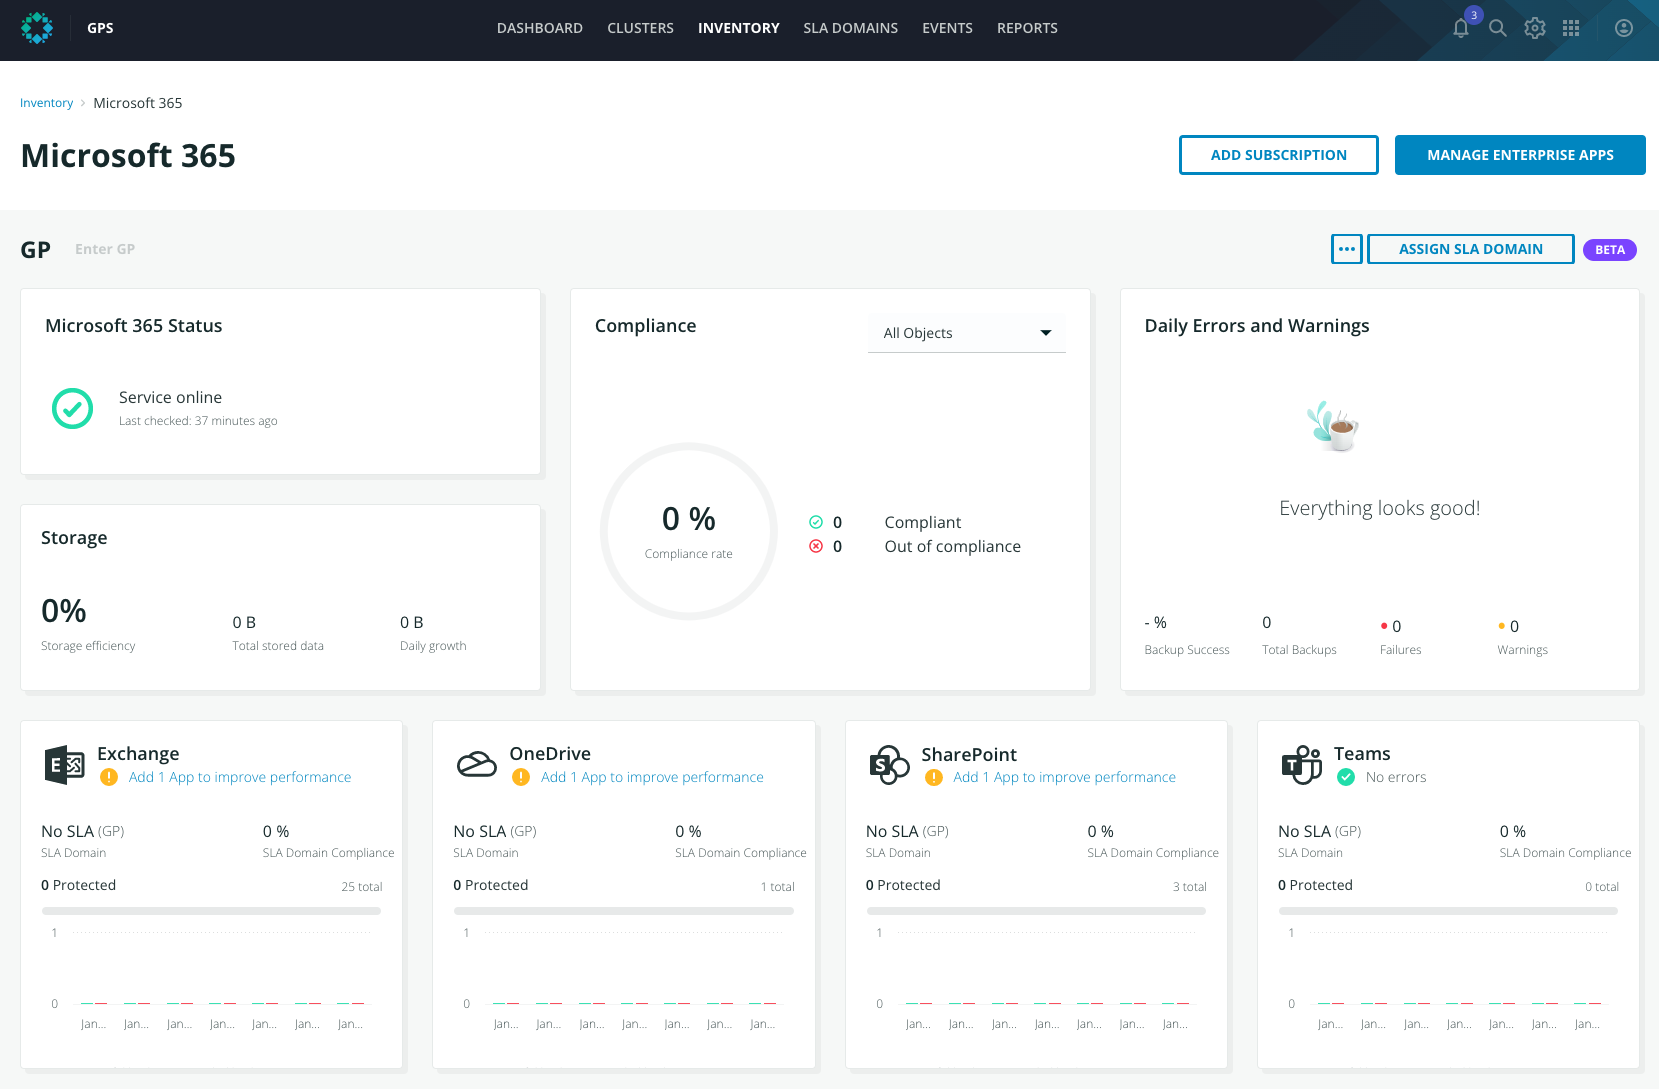 GPS
DASHBOARD CLUSTERS INVENTORY SLA DOMAINS EVENTS REPORTS
3
Inventory › Microsoft 365
Microsoft 365
ADD SUBSCRIPTION
MANAGE ENTERPRISE APPS
GP Enter GP
ASSIGN SLA DOMAIN
BETA
Microsoft 365 Status
Service online
Last checked: 37 minutes ago
Storage
0%
Storage efficiency
0 B
Total stored data
0 B
Daily growth
Compliance
All Objects
0 %
Compliance rate
0 Compliant
0 Out of compliance
Daily Errors and Warnings
Everything looks good!
- %
Backup Success
0
Total Backups
0
Failures
0
Warnings
Exchange
Add 1 App to improve performance
No SLA (GP)
SLA Domain
0 %
SLA Domain Compliance
0 Protected
25 total
1
0
Jan... Jan... Jan... Jan... Jan... Jan... Jan...
OneDrive
Add 1 App to improve performance
No SLA (GP)
SLA Domain
0 %
SLA Domain Compliance
0 Protected
1 total
1
0
Jan... Jan... Jan... Jan... Jan... Jan... Jan...
SharePoint
Add 1 App to improve performance
No SLA (GP)
SLA Domain
0 %
SLA Domain Compliance
0 Protected
3 total
1
0
Jan... Jan... Jan... Jan... Jan... Jan... Jan...
Teams
No errors
No SLA (GP)
SLA Domain
0 %
SLA Domain Compliance
0 Protected
0 total
1
0
Jan... Jan... Jan... Jan... Jan... Jan... Jan...